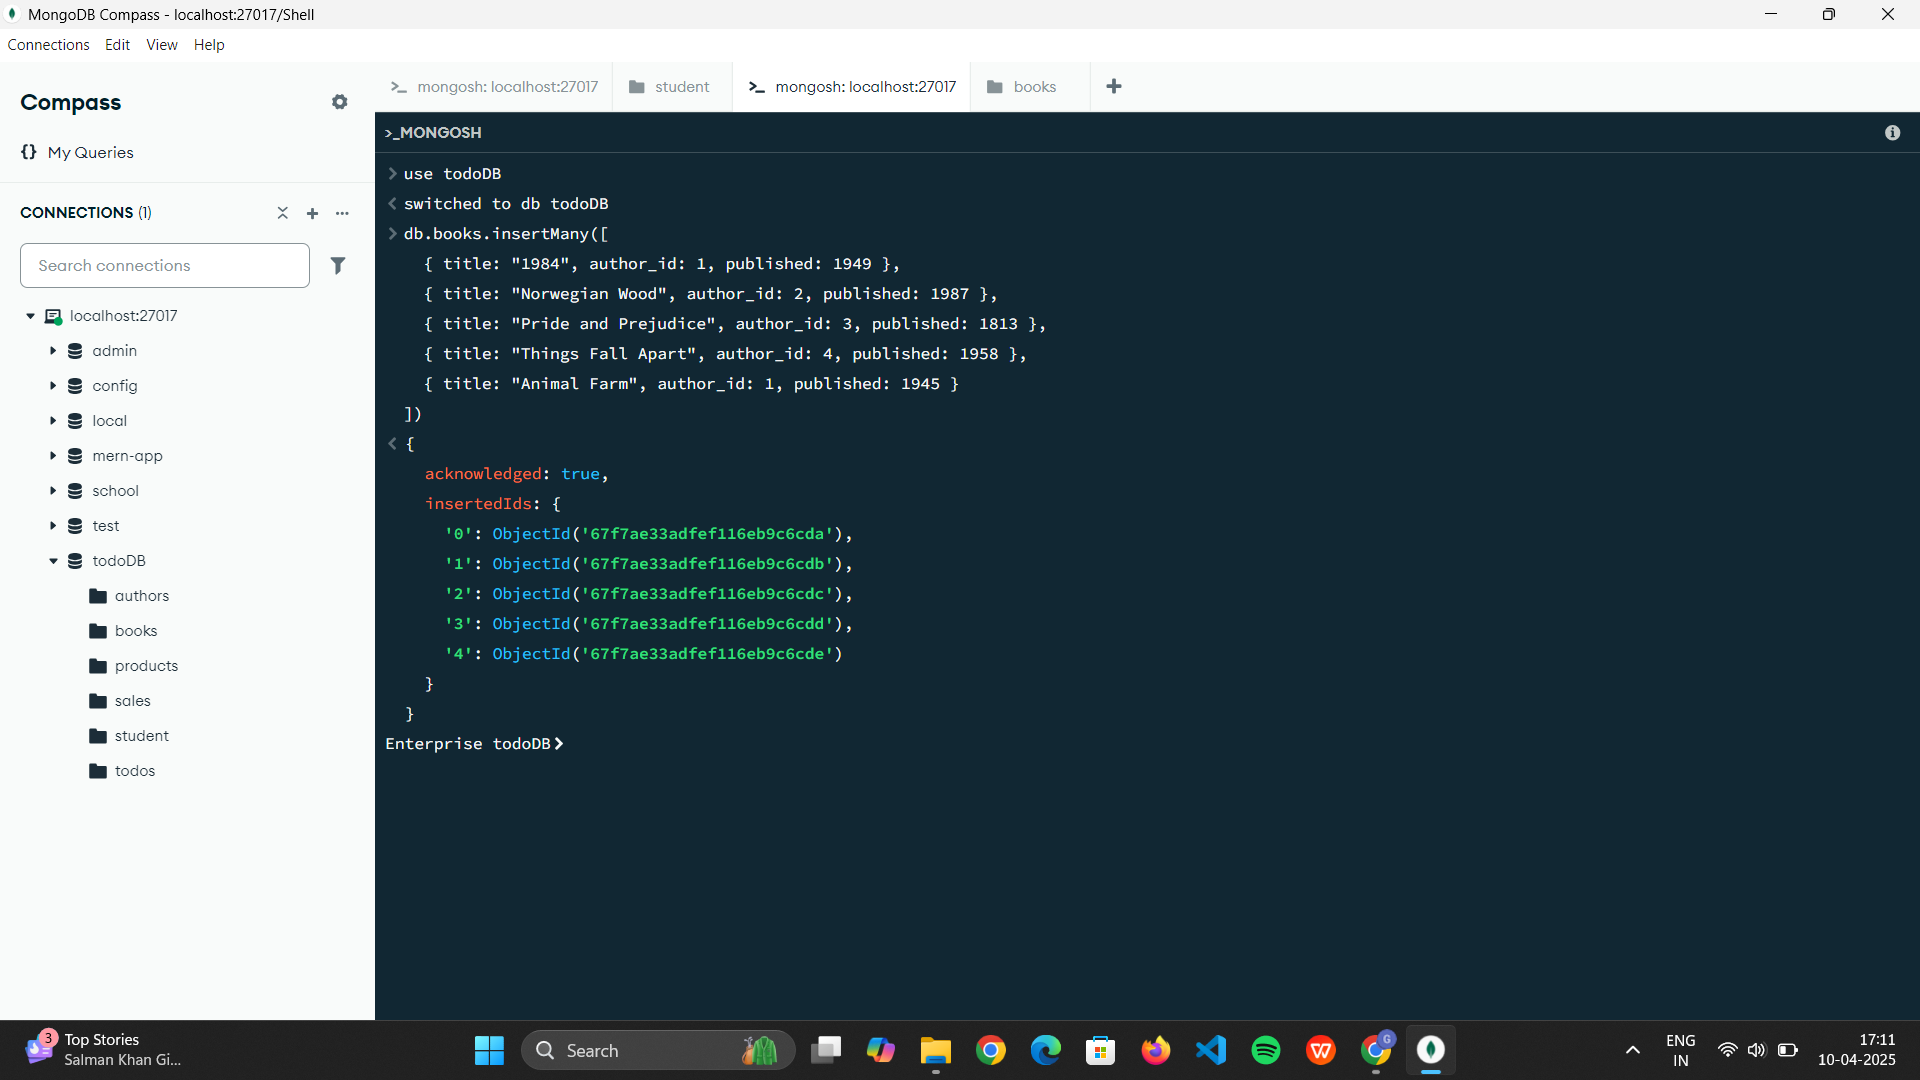 MongoDB Compass - localhost:27017/Shell
Connections Edit View Help
Compass
{} My Queries
CONNECTIONS (1)
Search connections
localhost:27017
admin
config
local
mern-app
school
test
todoDB
authors
books
products
sales
student
todos
>_ mongosh: localhost:27017
student
>_ mongosh: localhost:27017
books
>_MONGOSH
> use todoDB
< switched to db todoDB
> db.books.insertMany([
{ title: "1984", author_id: 1, published: 1949 },
{ title: "Norwegian Wood", author_id: 2, published: 1987 },
{ title: "Pride and Prejudice", author_id: 3, published: 1813 },
{ title: "Things Fall Apart", author_id: 4, published: 1958 },
{ title: "Animal Farm", author_id: 1, published: 1945 }
])
< {
acknowledged: true,
insertedIds: {
'0': ObjectId('67f7ae33adfef116eb9c6cda'),
'1': ObjectId('67f7ae33adfef116eb9c6cdb'),
'2': ObjectId('67f7ae33adfef116eb9c6cdc'),
'3': ObjectId('67f7ae33adfef116eb9c6cdd'),
'4': ObjectId('67f7ae33adfef116eb9c6cde')
}
}
Enterprise todoDB>
3
Top Stories
Salman Khan Gi...
Search
W
G
ENG
IN
17:11
10-04-2025